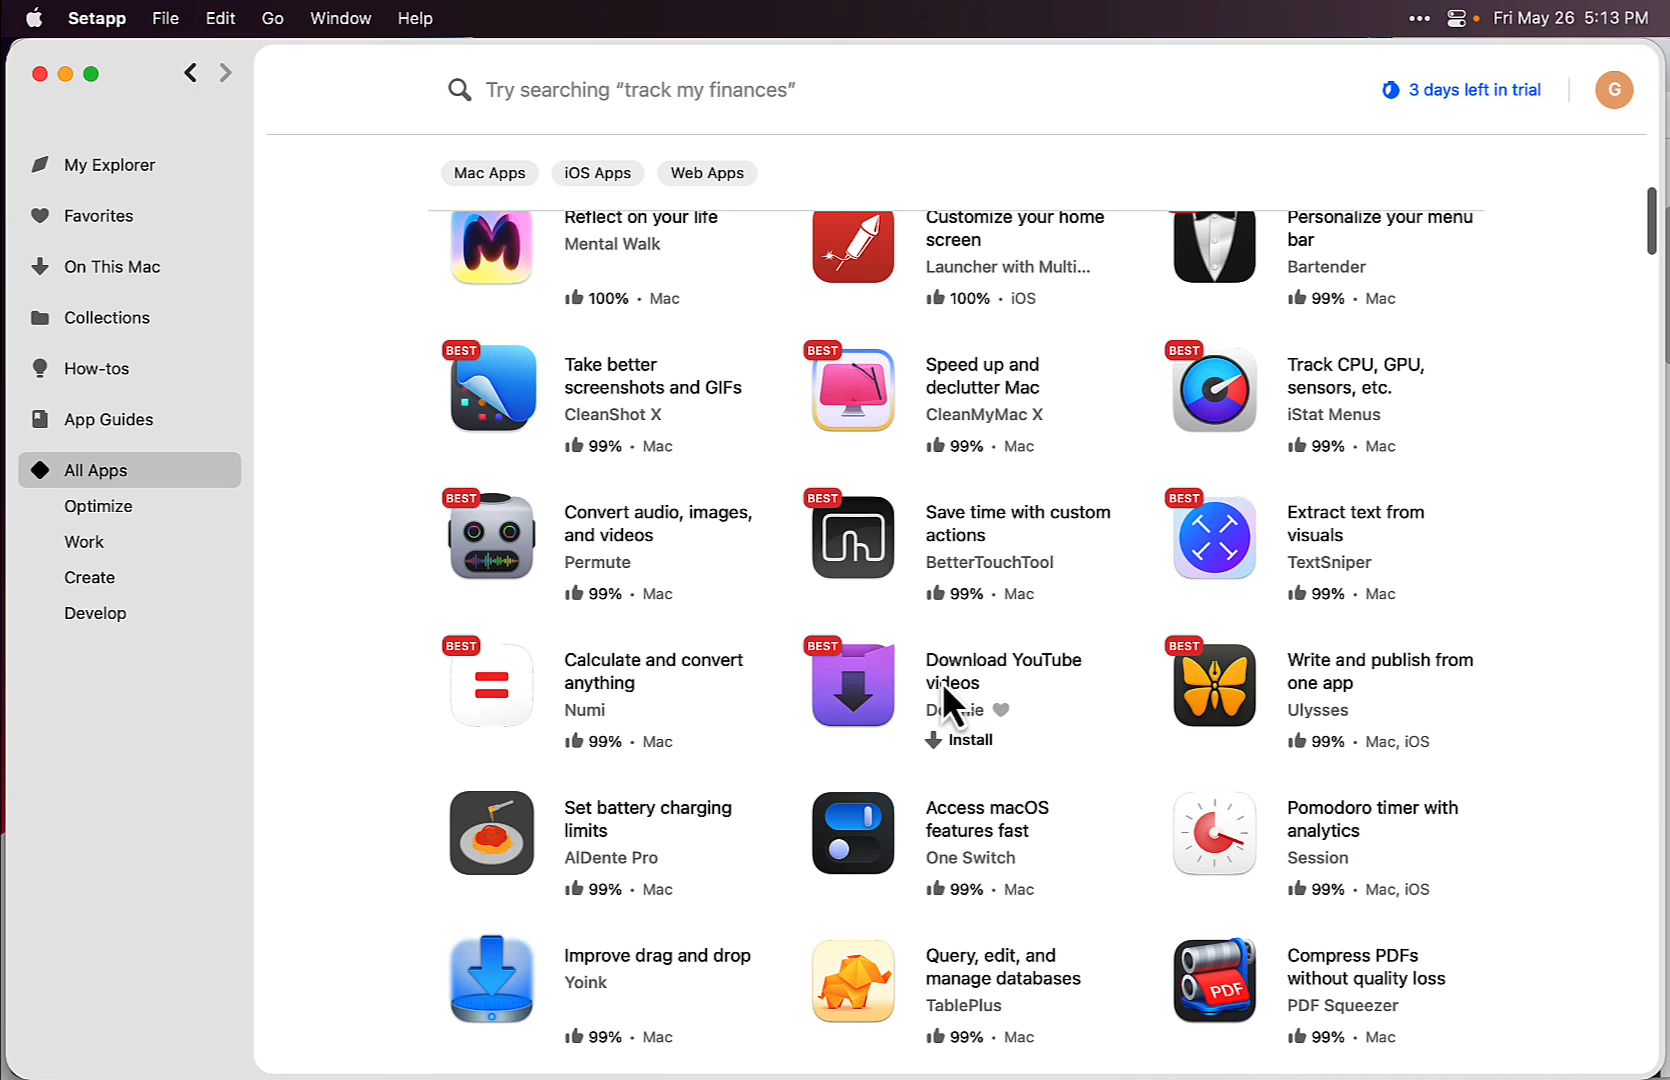 Setapp File Edit Go Window Help
Fri May 26 5:13 PM
Try searching “track my finances”
3 days left in trial
G
My Explorer
Favorites
On This Mac
Collections
How-tos
App Guides
All Apps
Optimize
Work
Create
Develop
Mac Apps iOS Apps Web Apps
Reflect on your life
Mental Walk
100% • Mac
Customize your home
screen
Launcher with Multi...
100% • iOS
Personalize your menu
bar
Bartender
99% • Mac
BEST
Take better
screenshots and GIFs
CleanShot X
99% • Mac
BEST
Speed up and
declutter Mac
CleanMyMac X
99% • Mac
BEST
Track CPU, GPU,
sensors, etc.
iStat Menus
99% • Mac
BEST
Convert audio, images,
and videos
Permute
99% • Mac
BEST
Save time with custom
actions
BetterTouchTool
99% • Mac
BEST
Extract text from
visuals
TextSniper
99% • Mac
BEST
Calculate and convert
anything
Numi
99% • Mac
BEST
Download YouTube
videos
Install
BEST
Write and publish from
one app
Ulysses
99% • Mac, iOS
Set battery charging
limits
AlDente Pro
99% • Mac
Access macOS
features fast
One Switch
99% • Mac
Pomodoro timer with
analytics
Session
99% • Mac, iOS
Improve drag and drop
Yoink
99% • Mac
Query, edit, and
manage databases
TablePlus
99% • Mac
PDF
Compress PDFs
without quality loss
PDF Squeezer
99% • Mac